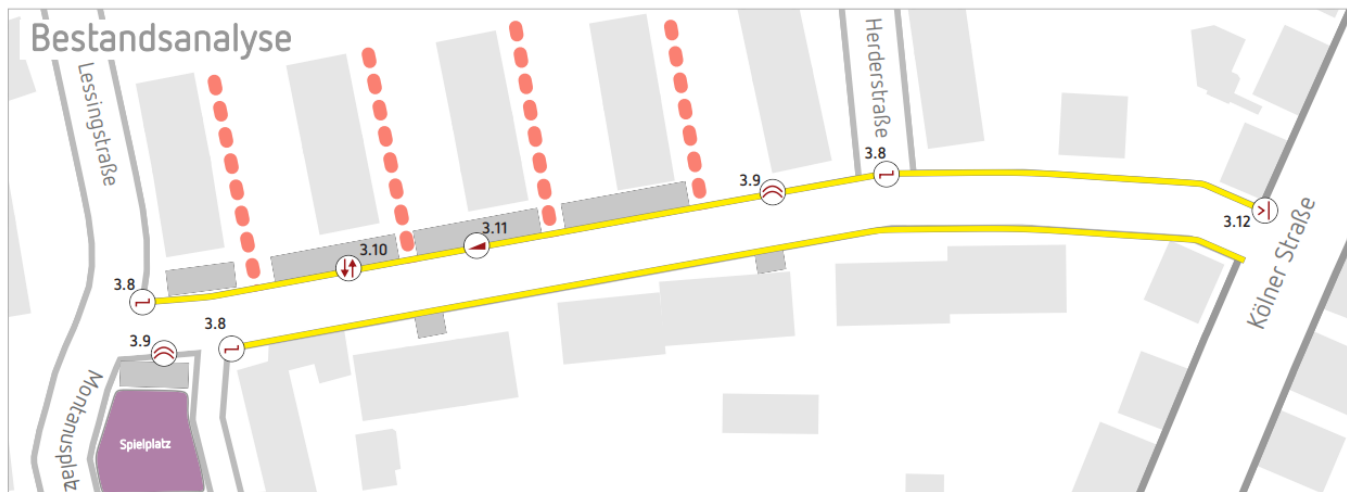 Bestandsanalyse
Lessingstraße
Herderstraße
3.8
3.9
3.11
3.10
3.12
3.8
3.8
3.9
Kölner Straße
Montanusplatz
Spielplatz